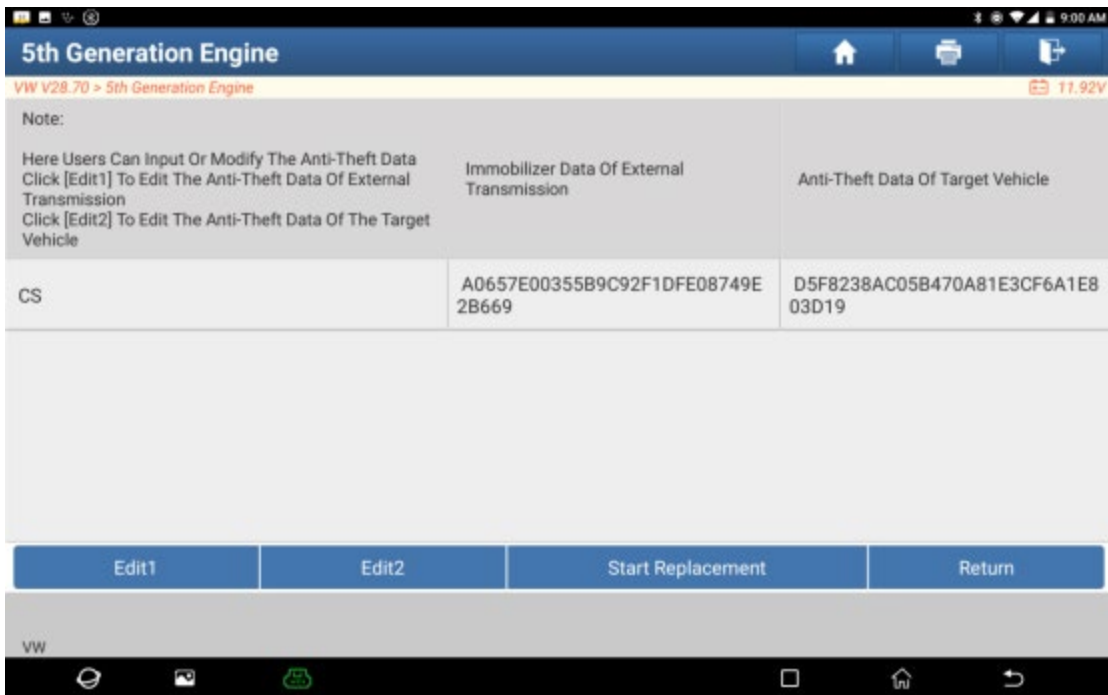 9:00 AM
5th Generation Engine
VW V28.70 > 5th Generation Engine
11.92V
Note:
Here Users Can Input Or Modify The Anti-Theft Data
Click [Edit1] To Edit The Anti-Theft Data Of External
Transmission
Click [Edit2] To Edit The Anti-Theft Data Of The Target
Vehicle
Immobilizer Data Of External
Transmission
Anti-Theft Data Of Target Vehicle
CS
A0657E00355B9C92F1DFE08749E
2B669
D5F8238AC05B470A81E3CF6A1E8
03D19
Edit1
Edit2
Start Replacement
Return
VW